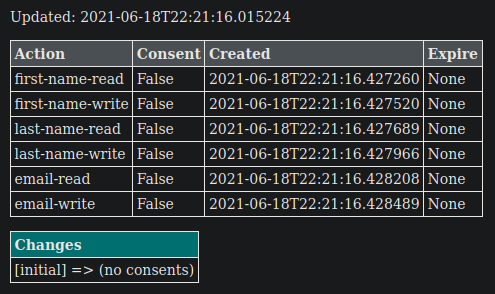 Updated: 2021-06-18T22:21:16.015224
Action Consent Created Expire
first-name-read False 2021-06-18T22:21:16.427260 None
first-name-write False 2021-06-18T22:21:16.427520 None
last-name-read False 2021-06-18T22:21:16.427689 None
last-name-write False 2021-06-18T22:21:16.427966 None
email-read False 2021-06-18T22:21:16.428208 None
email-write False 2021-06-18T22:21:16.428489 None
Changes
[initial] => (no consents)